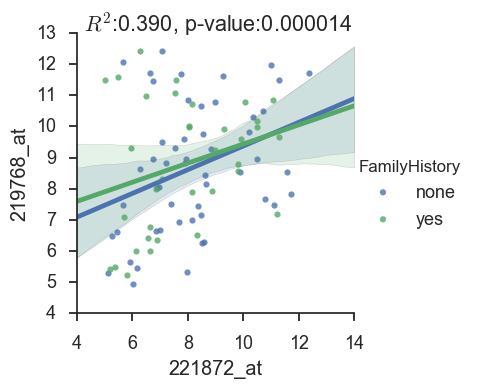 R²:0.390, p-value:0.000014
13
12
11
10
9
8
7
6
5
4
219768_at
4 6 8 10 12 14
221872_at
FamilyHistory
none
yes